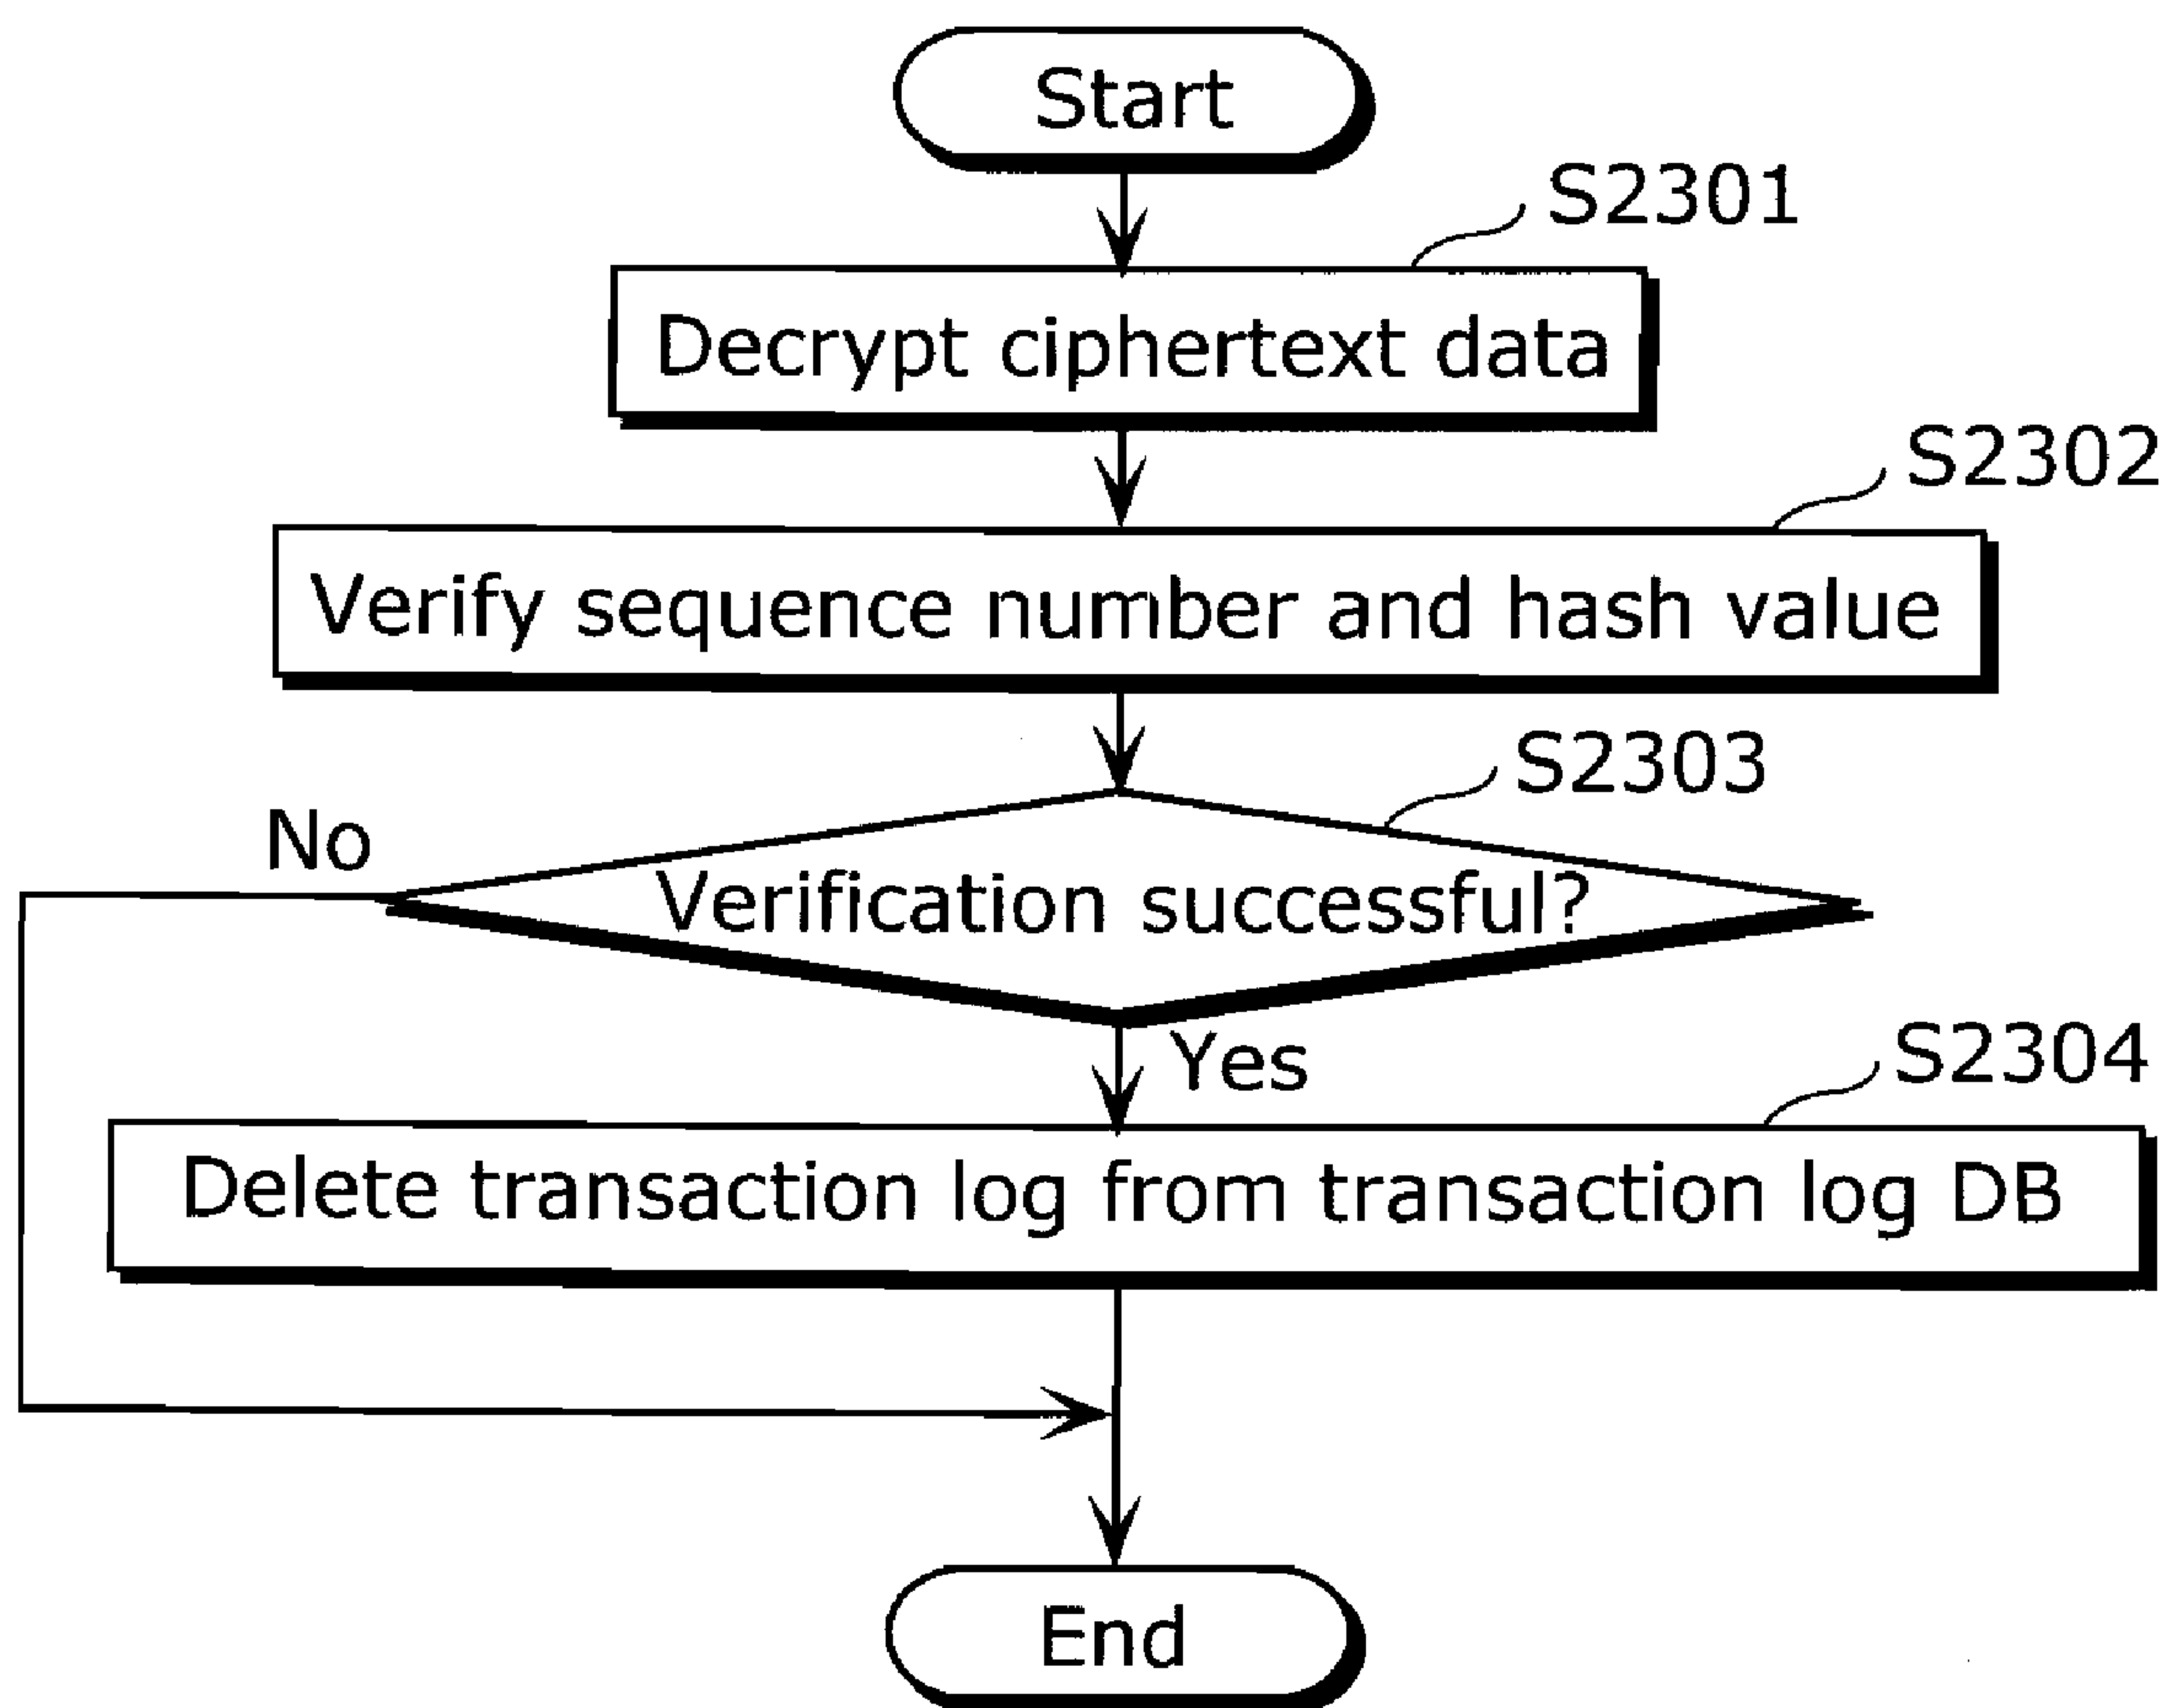 Start
S2301
Decrypt ciphertext data
S2302
Verify sequence number and hash value
S2303
No
Verification successful?
Yes
S2304
Delete transaction log from transaction log DB
End